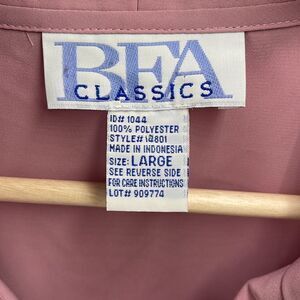 BFA
CLASSICS
ID# 1044
100% POLYESTER
STYLE# 14801
MADE IN INDONESIA
SIZE: LARGE
SEE REVERSE SIDE
FOR CARE INSTRUCTIONS
LOT# 909774